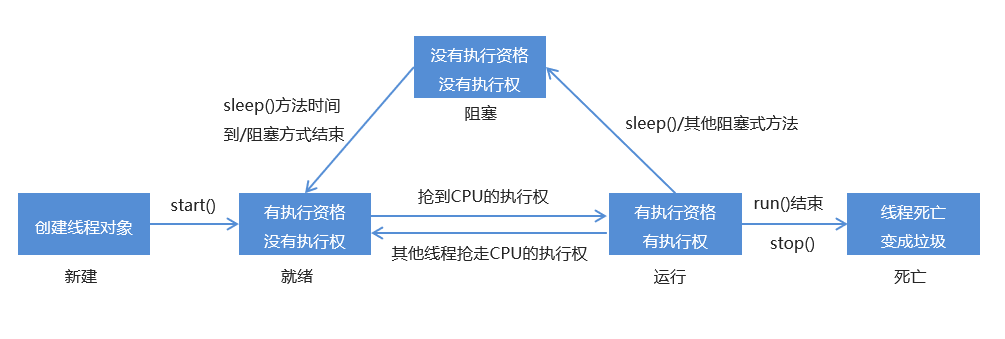 没有执行资格
没有执行权
阻塞
sleep()方法时间
到/阻塞方式结束
sleep()/其他阻塞式方法
创建线程对象
新建
start()
有执行资格
没有执行权
就绪
抢到CPU的执行权
其他线程抢走CPU的执行权
有执行资格
有执行权
运行
run()结束
stop()
线程死亡
变成垃圾
死亡